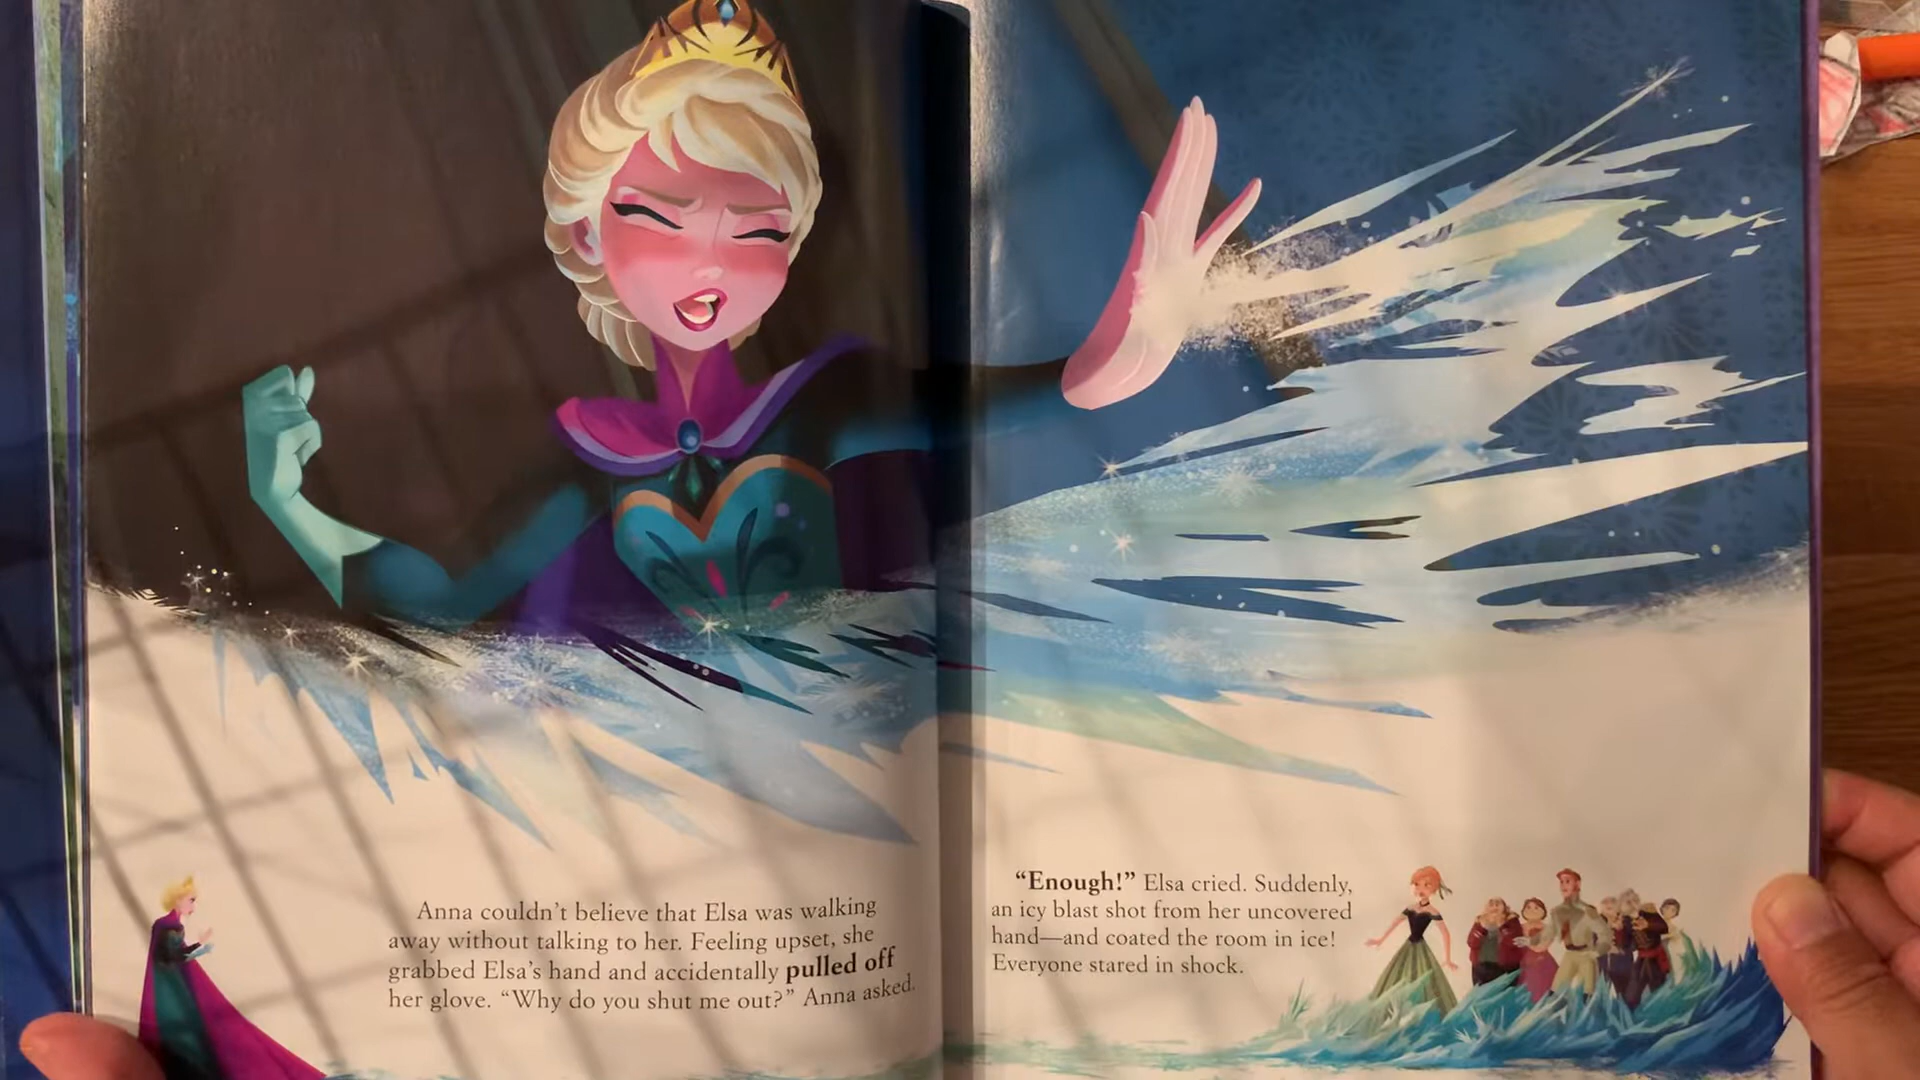 Anna couldn't believe that Elsa was walking
away without talking to her. Feeling upset, she
grabbed Elsa's hand and accidentally pulled off
her glove. “Why do you shut me out?” Anna asked.
“Enough!” Elsa cried. Suddenly,
an icy blast shot from her uncovered
hand—and coated the room in ice!
Everyone stared in shock.